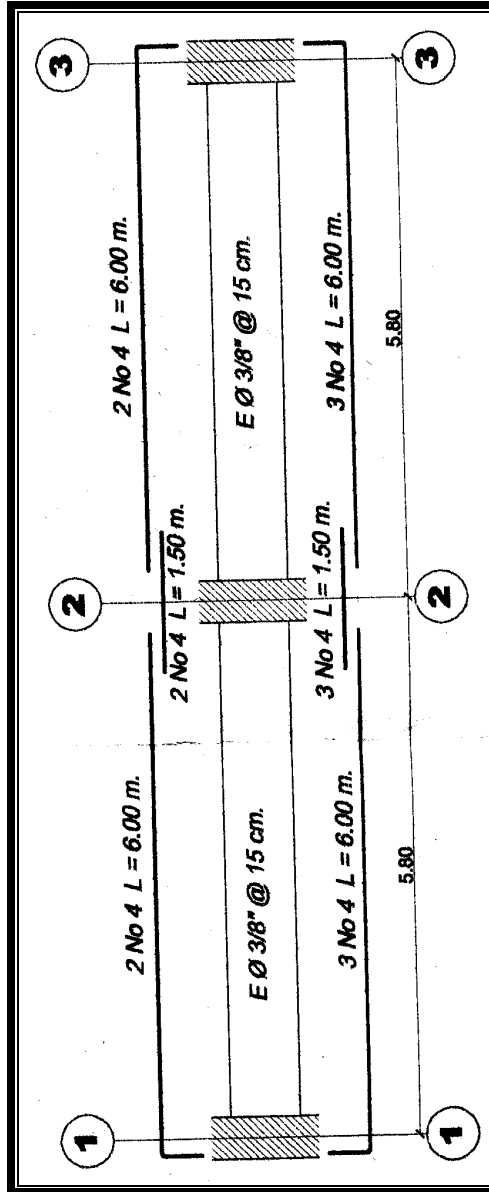 1
2
3
2 No 4 L = 6.00 m.
2 No 4 L = 6.00 m.
2 No 4 L = 1.50 m.
E Ø 3/8" @ 15 cm.
E Ø 3/8" @ 15 cm.
3 No 4 L = 1.50 m.
3 No 4 L = 6.00 m.
3 No 4 L = 6.00 m.
5.80
5.80
1
2
3